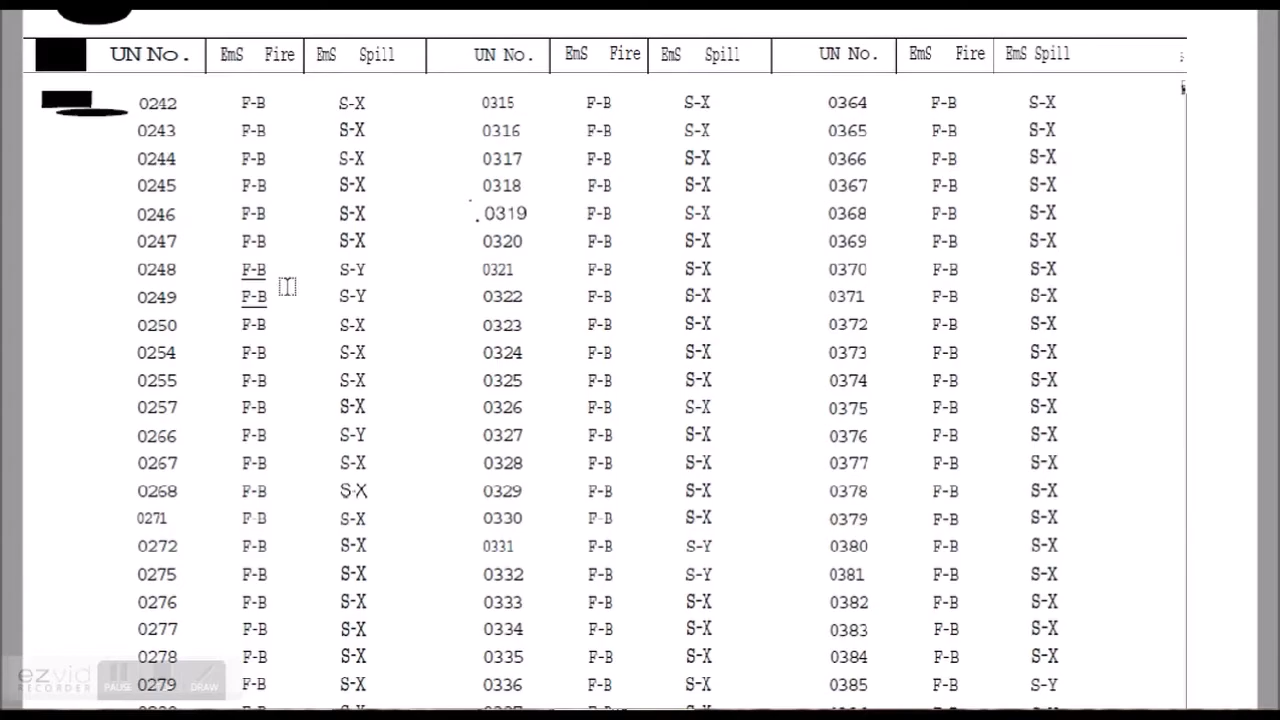 UN No. EmS Fire EmS Spill UN No. EmS Fire EmS Spill UN No. EmS Fire EmS Spill
0242 F-B S-X 0315 F-B S-X 0364 F-B S-X
0243 F-B S-X 0316 F-B S-X 0365 F-B S-X
0244 F-B S-X 0317 F-B S-X 0366 F-B S-X
0245 F-B S-X 0318 F-B S-X 0367 F-B S-X
0246 F-B S-X 0319 F-B S-X 0368 F-B S-X
0247 F-B S-X 0320 F-B S-X 0369 F-B S-X
0248 F-B S-Y 0321 F-B S-X 0370 F-B S-X
0249 F-B S-Y 0322 F-B S-X 0371 F-B S-X
0250 F-B S-X 0323 F-B S-X 0372 F-B S-X
0254 F-B S-X 0324 F-B S-X 0373 F-B S-X
0255 F-B S-X 0325 F-B S-X 0374 F-B S-X
0257 F-B S-X 0326 F-B S-X 0375 F-B S-X
0266 F-B S-Y 0327 F-B S-X 0376 F-B S-X
0267 F-B S-X 0328 F-B S-X 0377 F-B S-X
0268 F-B S-X 0329 F-B S-X 0378 F-B S-X
0271 F-B S-X 0330 F-B S-X 0379 F-B S-X
0272 F-B S-X 0331 F-B S-Y 0380 F-B S-X
0275 F-B S-X 0332 F-B S-Y 0381 F-B S-X
0276 F-B S-X 0333 F-B S-X 0382 F-B S-X
0277 F-B S-X 0334 F-B S-X 0383 F-B S-X
0278 F-B S-X 0335 F-B S-X 0384 F-B S-X
0279 F-B S-X 0336 F-B S-X 0385 F-B S-Y
ezvid
RECORDER
PAUSE DRAW